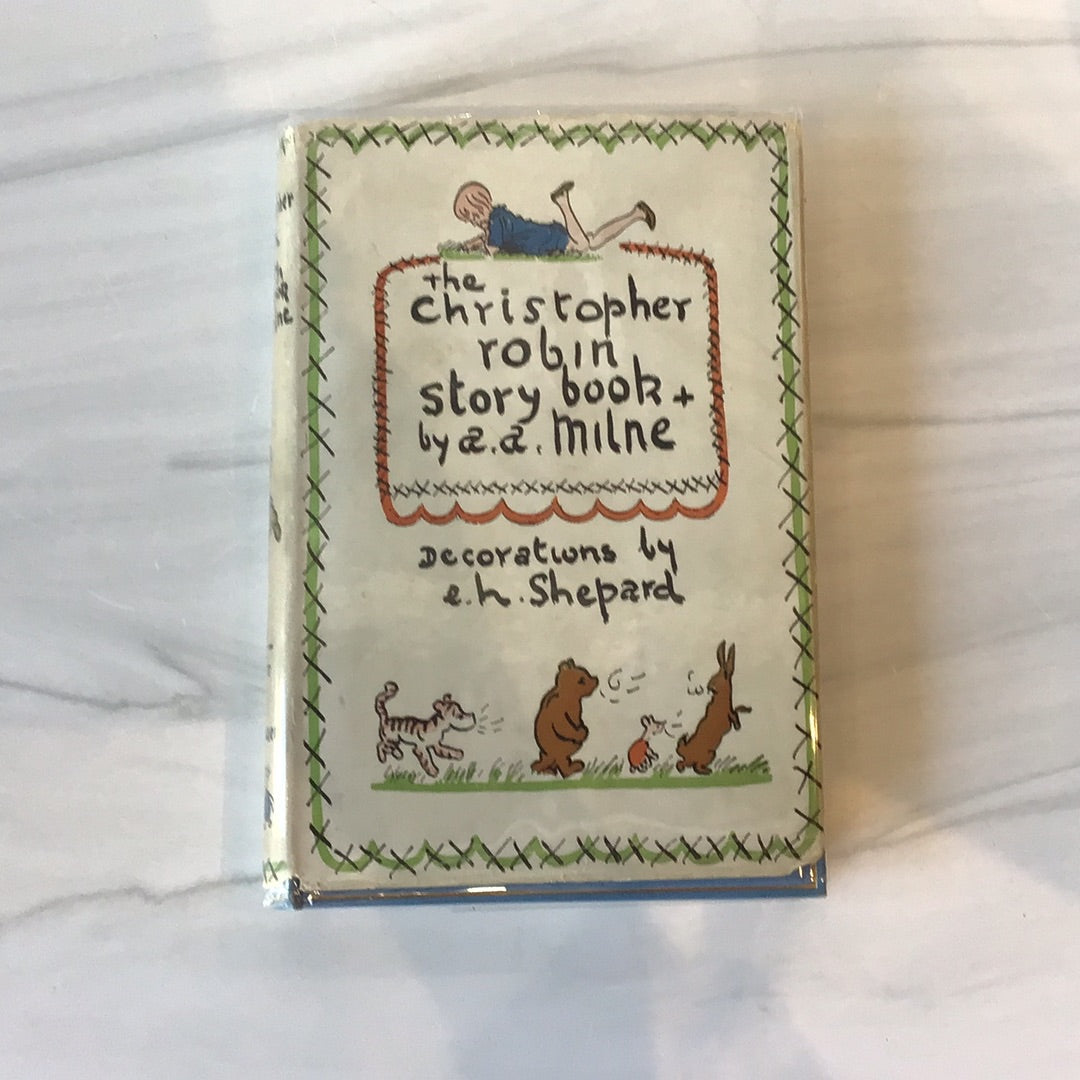 the
christopher
robin
story book +
by a.a. milne
Decorations by
e.h. Shepard